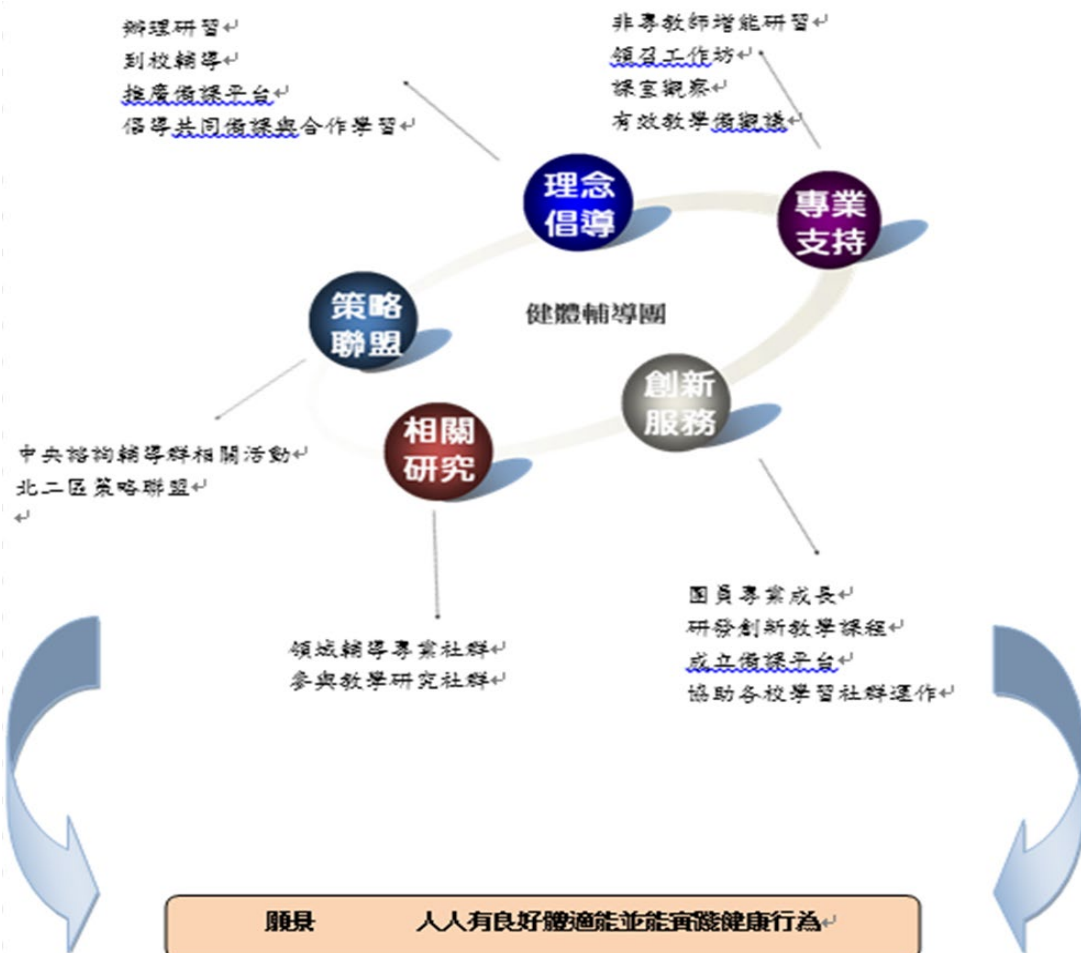 辦理研習
到校輔導
推廣備課平台
倡導共同備課與合作學習
非專教師增能研習
領召工作坊
課室觀察
有效教學備觀議
理念
倡導
專業
支持
策略
聯盟
健體輔導團
創新
服務
相關
研究
中央諮詢輔導群相關活動
北二區策略聯盟
領域輔導專業社群
參與教學研究社群
團員專業成長
研發創新教學課程
成立備課平台
協助各校學習社群運作
願景 人人有良好體適能並能實踐健康行為